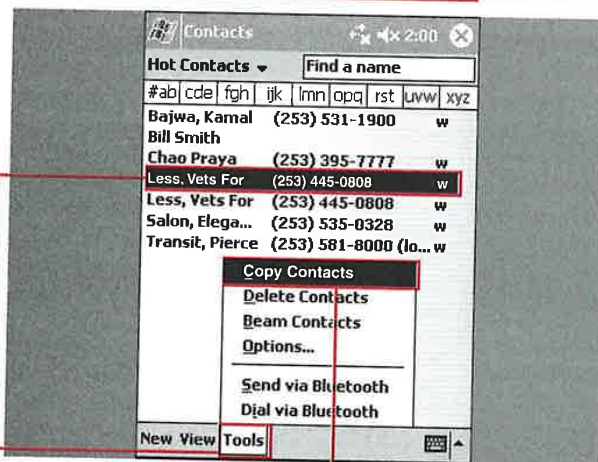 Contacts 2:00
Hot Contacts Find a name
#ab cde fgh ijk lmn opq rst uvw xyz
Bajwa, Kamal (253) 531-1900 w
Bill Smith
Chao Praya (253) 395-7777 w
Less, Vets For (253) 445-0808 w
Less, Vets For (253) 445-0808 w
Salon, Elega... (253) 535-0328 w
Transit, Pierce (253) 581-8000 (lo... w
Copy Contacts
Delete Contacts
Beam Contacts
Options...
Send via Bluetooth
Dial via Bluetooth
New View Tools